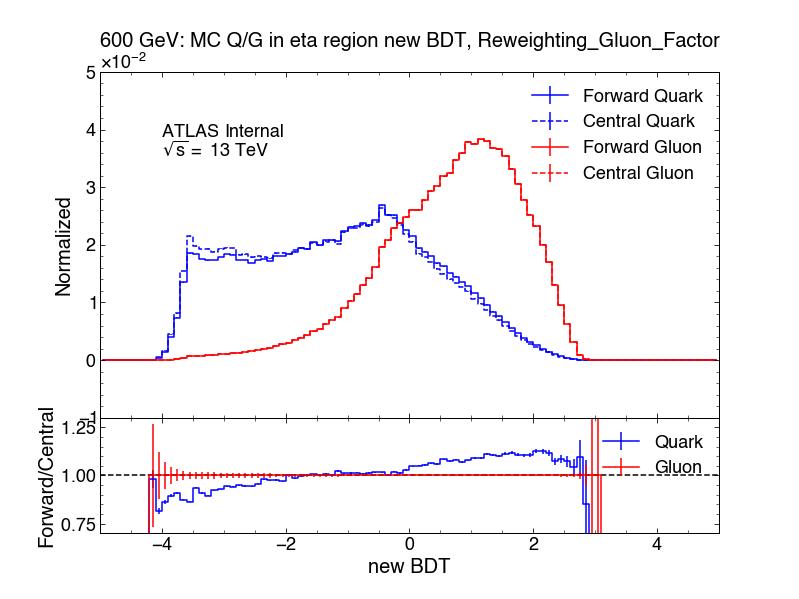 600 GeV: MC Q/G in eta region new BDT, Reweighting_Gluon_Factor
×10−2
5
4
3
2
1
0
−1
Normalized
ATLAS Internal
√s = 13 TeV
Forward Quark
Central Quark
Forward Gluon
Central Gluon
1.25
1.00
0.75
Forward/Central
Quark
Gluon
−4 −2 0 2 4
new BDT